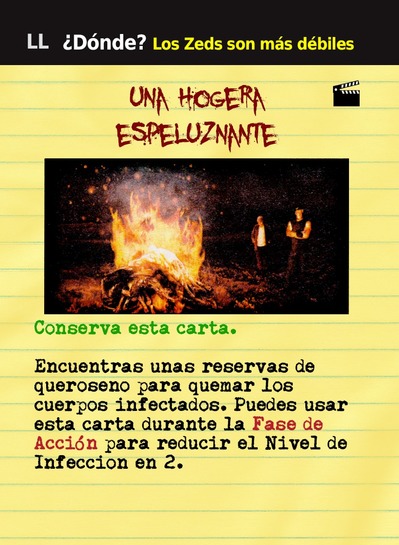 LL ¿Dónde? Los Zeds son más débiles
UNA HOGERA
ESPELUZNANTE
Conserva esta carta.
Encuentras unas reservas de
queroseno para quemar los
cuerpos infectados. Puedes usar
esta carta durante la Fase de
Acción para reducir el Nivel de
Infeccion en 2.